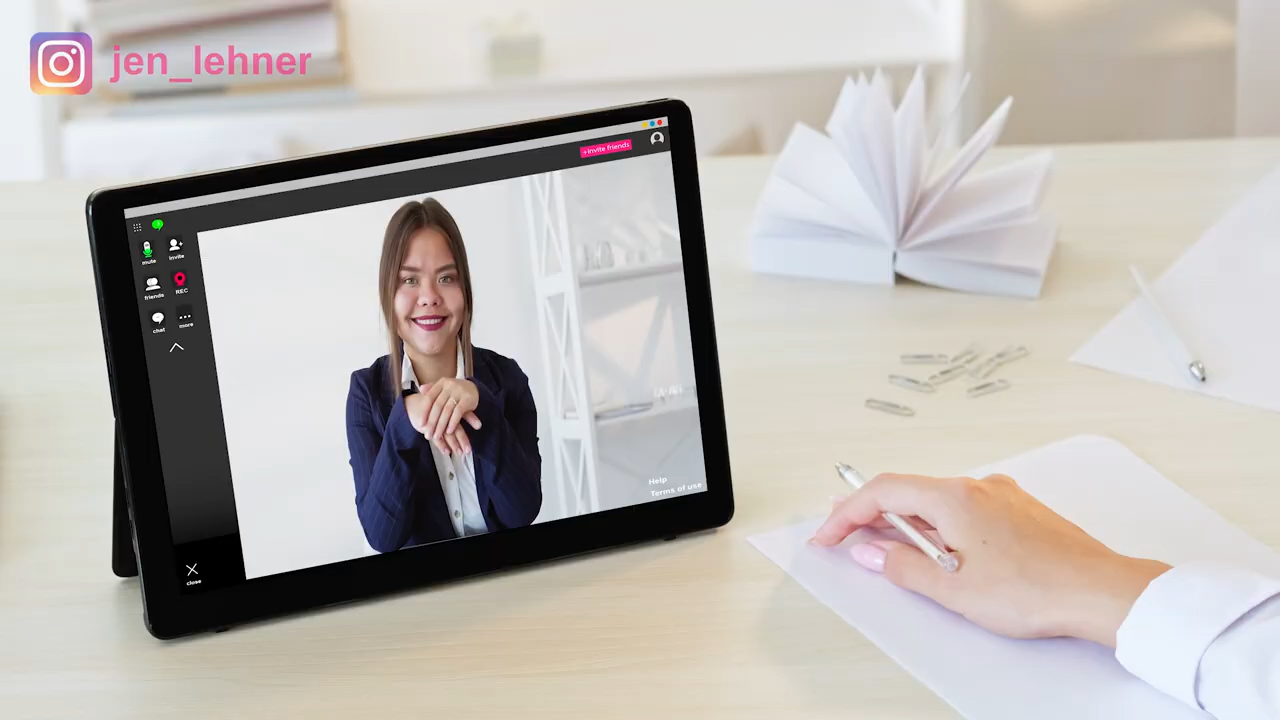 jen_lehner
+invite friends
mute
invite
friends
REC
chat
more
Help
Terms of use
close